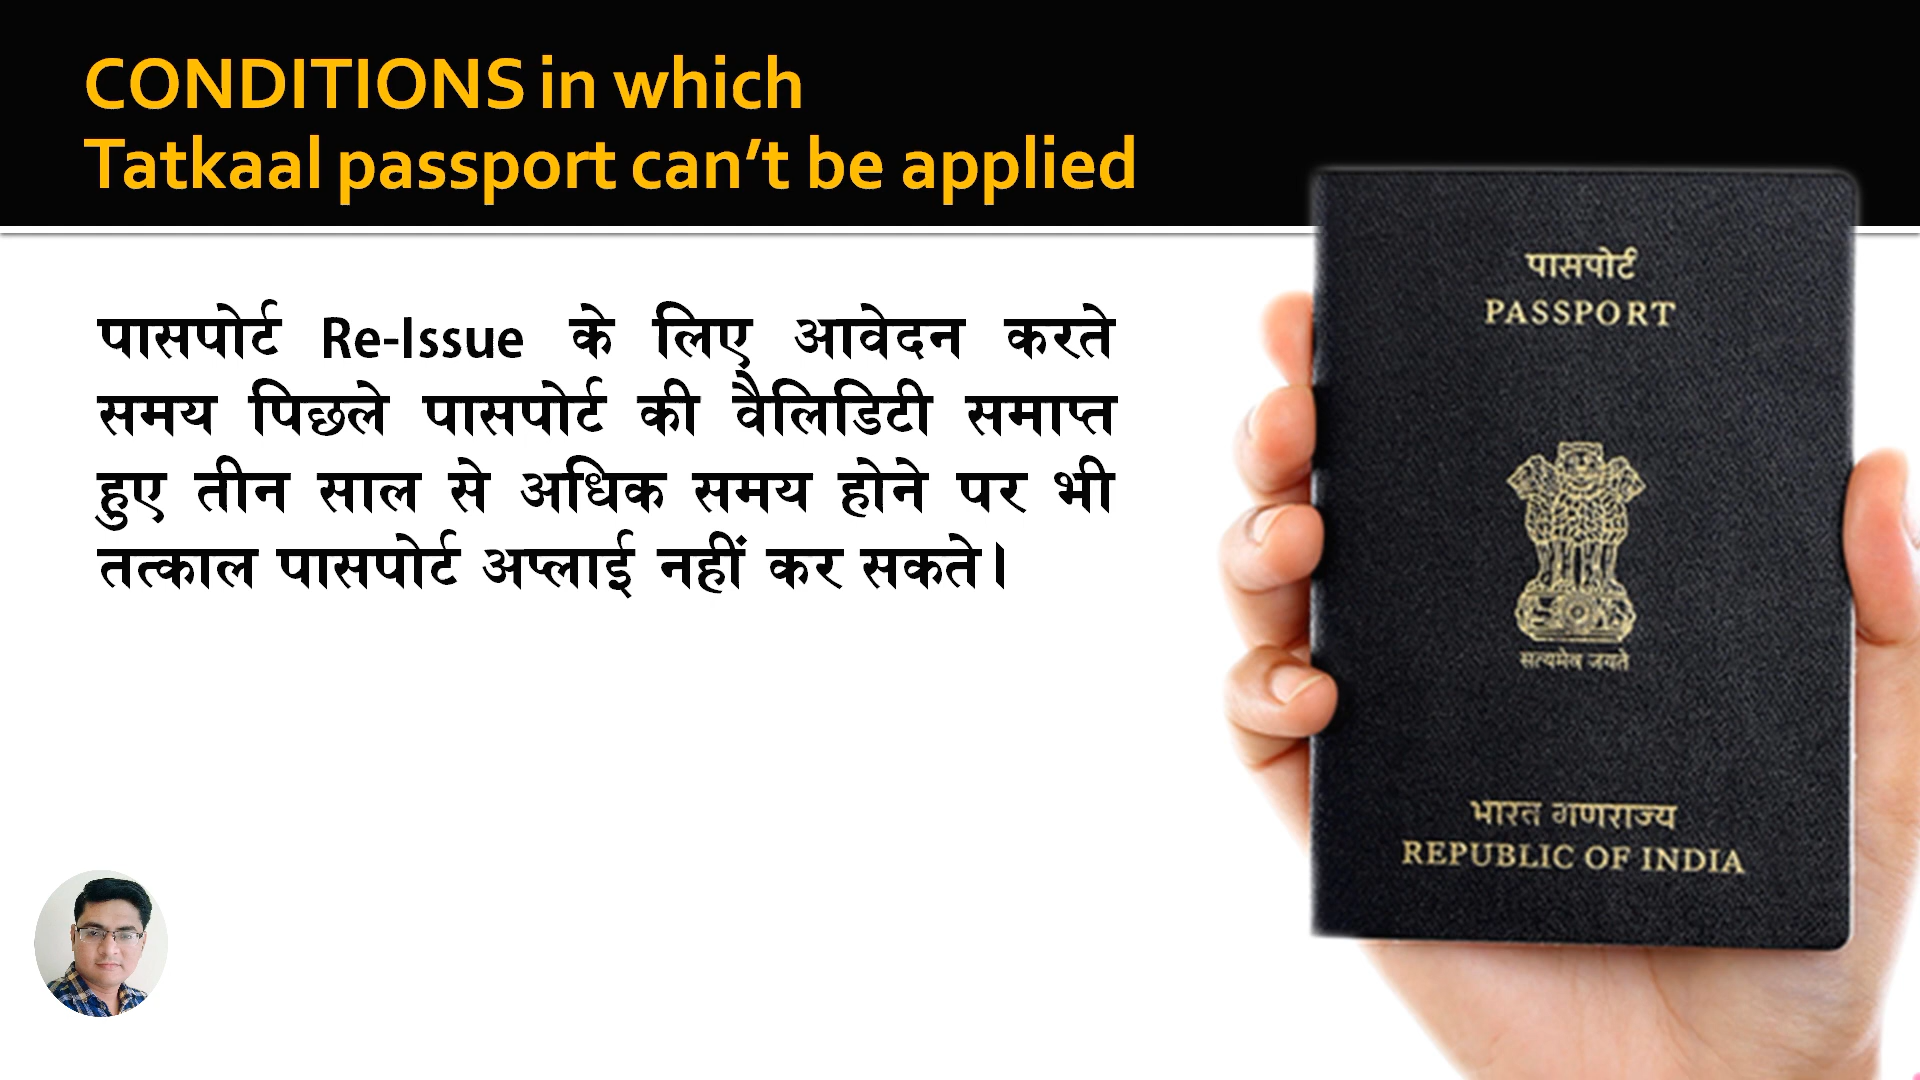 CONDITIONS in which
Tatkaal passport can’t be applied
पासपोर्ट Re-Issue के लिए आवेदन करते
समय पिछले पासपोर्ट की वैलिडिटी समाप्त
हुए तीन साल से अधिक समय होने पर भी
तत्काल पासपोर्ट अप्लाई नहीं कर सकते।
पासपोर्ट
PASSPORT
सत्यमेव जयते
भारत गणराज्य
REPUBLIC OF INDIA